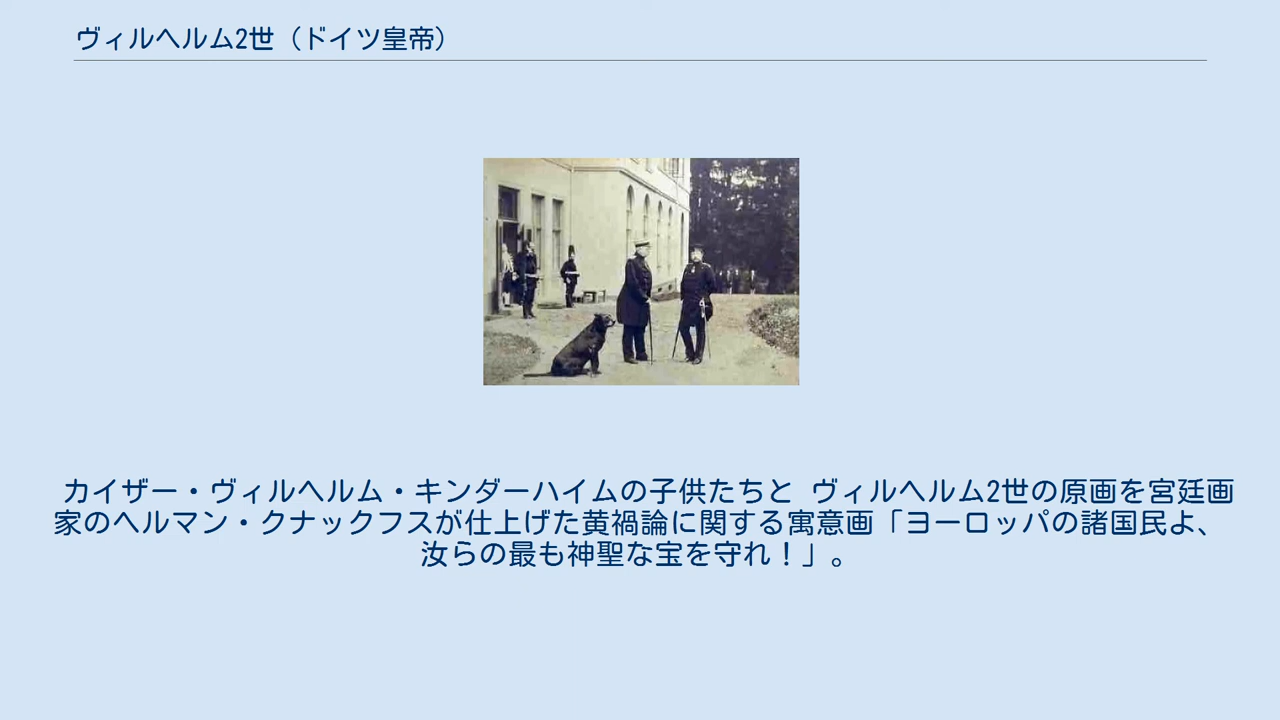 ヴィルヘルム2世（ドイツ皇帝）
カイザー・ヴィルヘルム・キンダーハイムの子供たちと ヴィルヘルム2世の原画を宮廷画
家のヘルマン・クナックフスが仕上げた黄禍論に関する寓意画「ヨーロッパの諸国民よ、
汝らの最も神聖な宝を守れ！」。